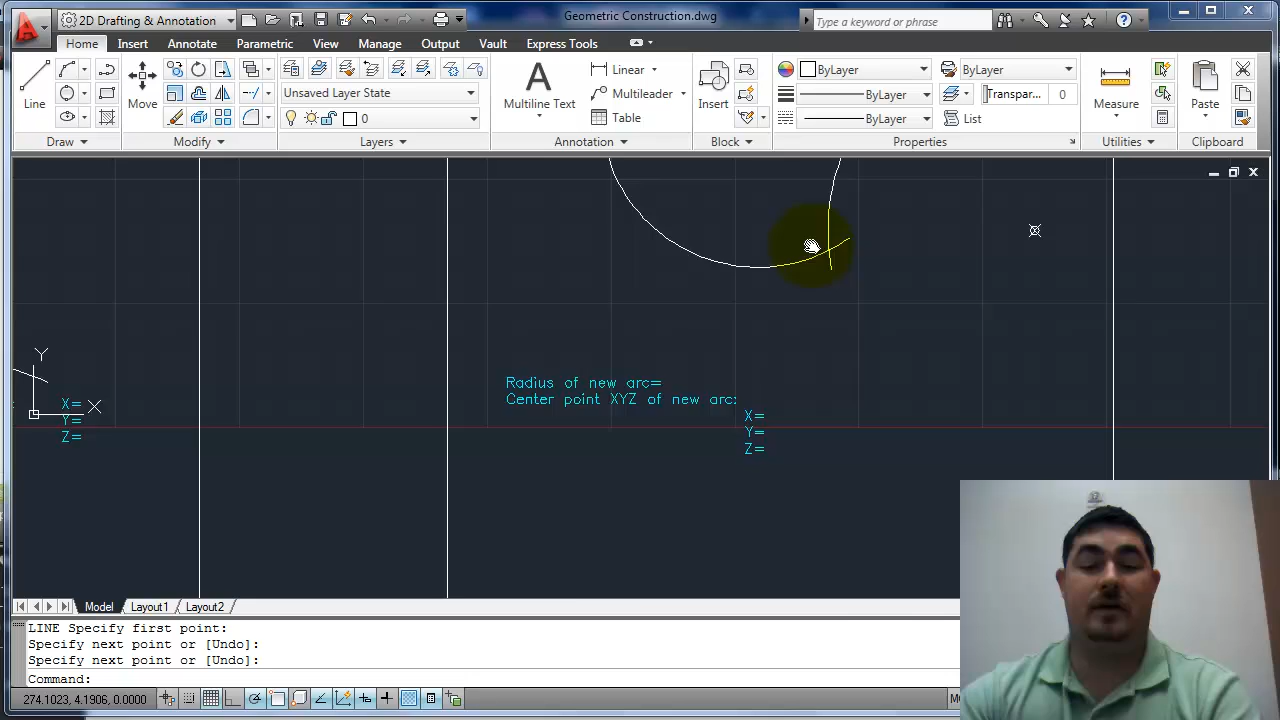 2D Drafting & Annotation
Geometric Construction.dwg
Type a keyword or phrase
Home Insert Annotate Parametric View Manage Output Vault Express Tools
Line
Move
Unsaved Layer State
0
Multiline Text
Linear
Multileader
Table
Insert
ByLayer
ByLayer
ByLayer
ByLayer
ByLayer
Transpar... 0
List
Measure
Paste
Draw Modify Layers Annotation Block Properties Utilities Clipboard
Y
X
X=
Y=
Z=
Radius of new arc=
Center point XYZ of new arc:
X=
Y=
Z=
Model Layout1 Layout2
LINE Specify first point:
Specify next point or [Undo]:
Specify next point or [Undo]:
Command:
274.1023, 4.1906, 0.0000